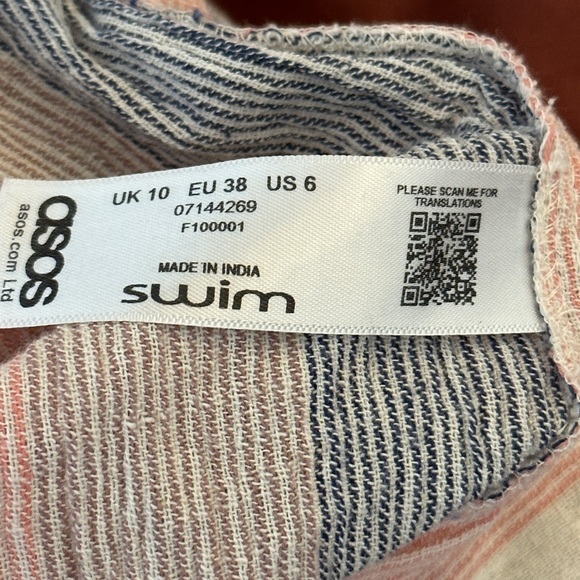 asos
asos.com Ltd
UK 10 EU 38 US 6
07144269
F100001
MADE IN INDIA
swim
PLEASE SCAN ME FOR
TRANSLATIONS